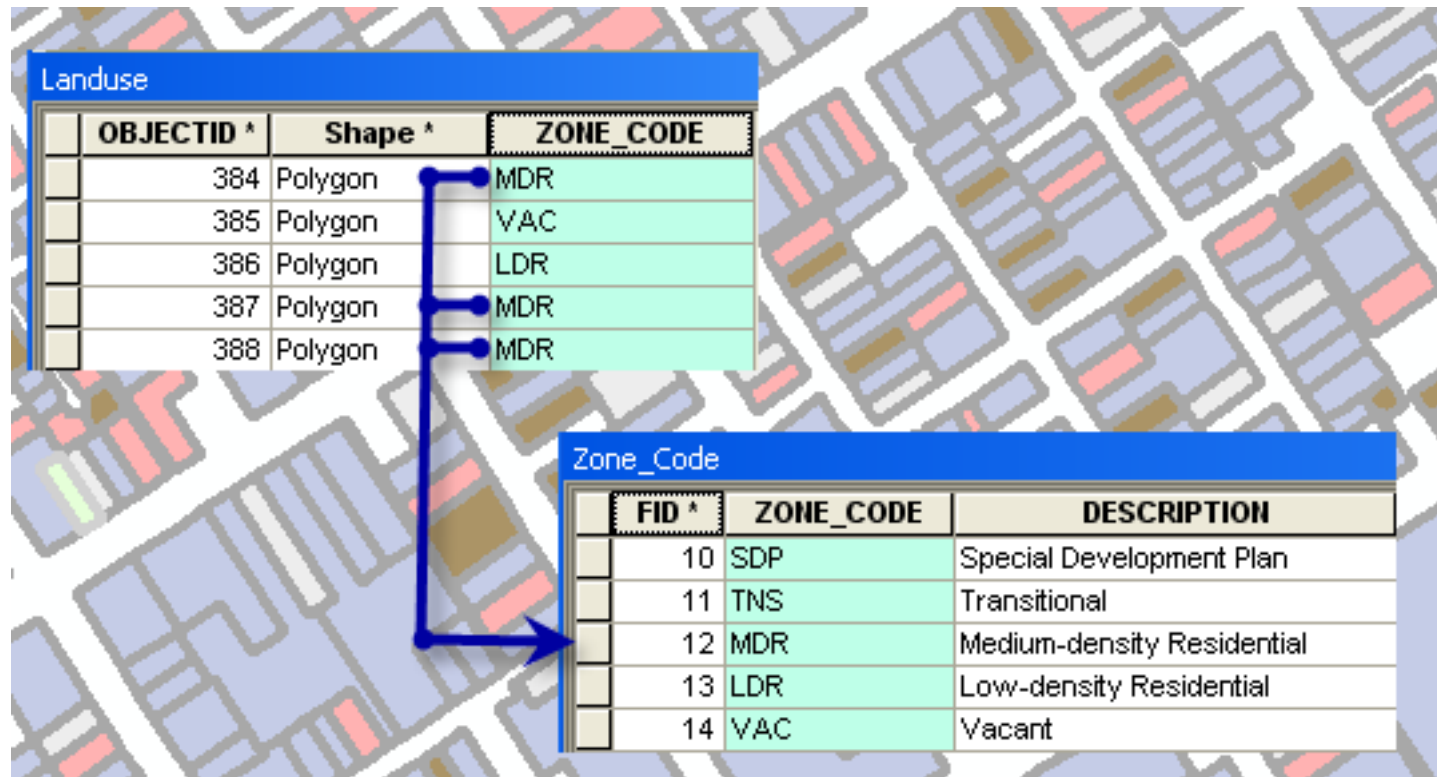 Landuse
OBJECTID * Shape * ZONE_CODE
384 Polygon MDR
385 Polygon VAC
386 Polygon LDR
387 Polygon MDR
388 Polygon MDR
Zone_Code
FID * ZONE_CODE DESCRIPTION
10 SDP Special Development Plan
11 TNS Transitional
12 MDR Medium-density Residential
13 LDR Low-density Residential
14 VAC Vacant